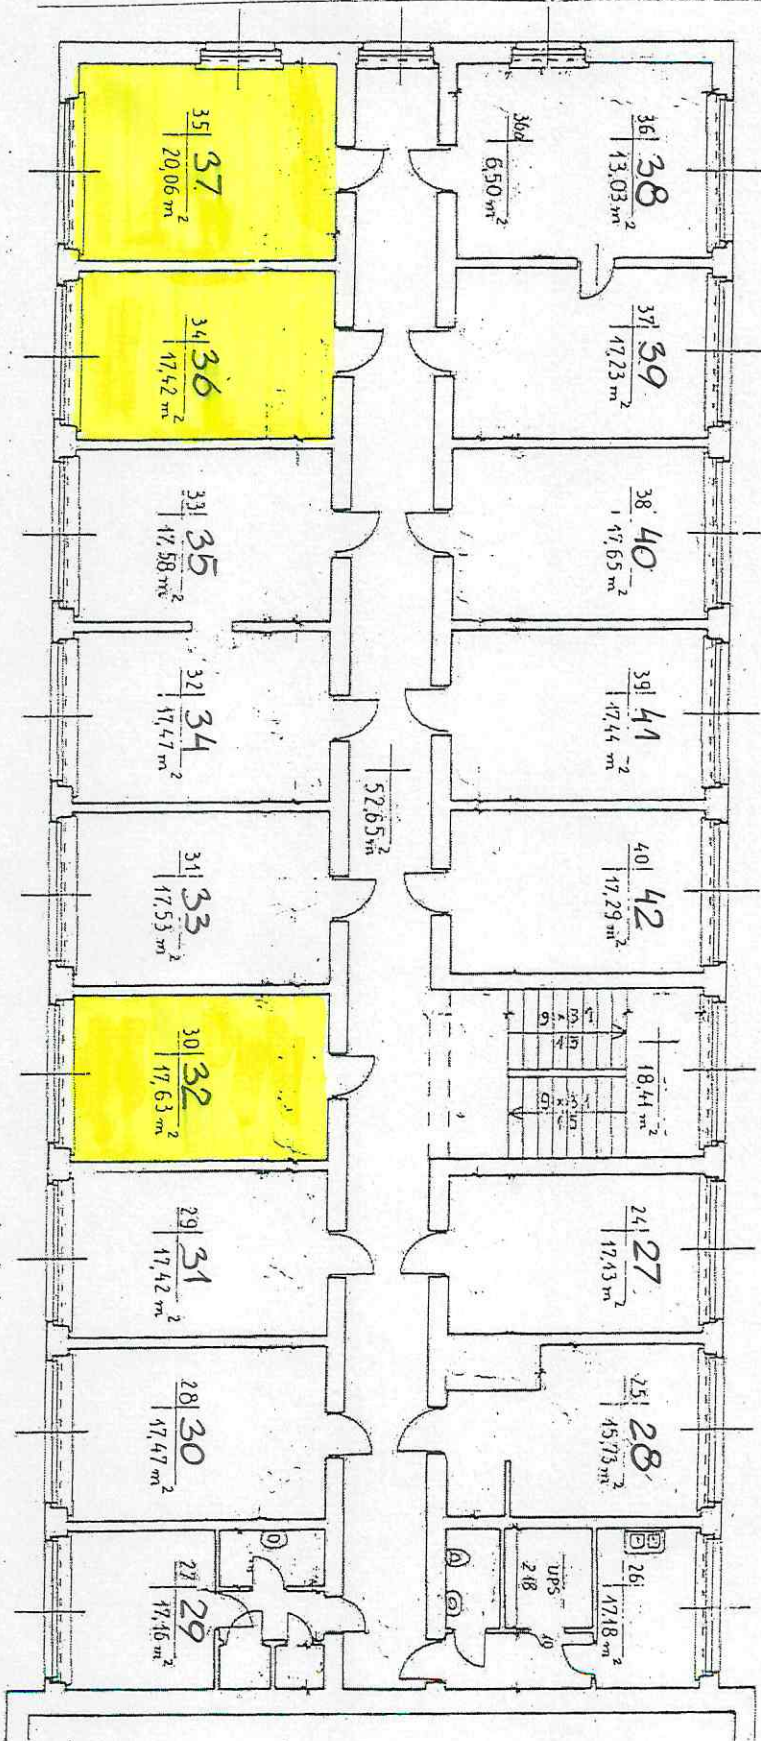 35 37
20,06 m²
36a
6,50 m²
36 38
13,03 m²
34 36
17,42 m²
37 39
17,23 m²
33 35
17,58 m²
38 40
17,65 m²
32 34
17,47 m²
39 41
17,44 m²
52,65 m²
31 33
17,53 m²
40 42
17,29 m²
30 32
17,63 m²
18,41 m²
29 31
17,42 m²
24 27
17,13 m²
28 30
17,47 m²
25 28
15,73 m²
27 29
17,16 m²
UPS
2.18
26
17,18 m²